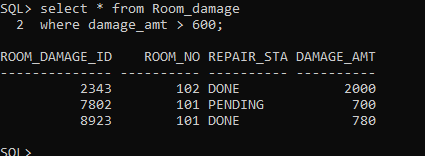 SQL> select * from Room_damage
  2  where damage_amt > 600;
ROOM_DAMAGE_ID    ROOM_NO REPAIR_STA DAMAGE_AMT
-------------- ---------- ---------- ----------
          2343        102 DONE             2000
          7802        101 PENDING           700
          8923        101 DONE              780
SQL>